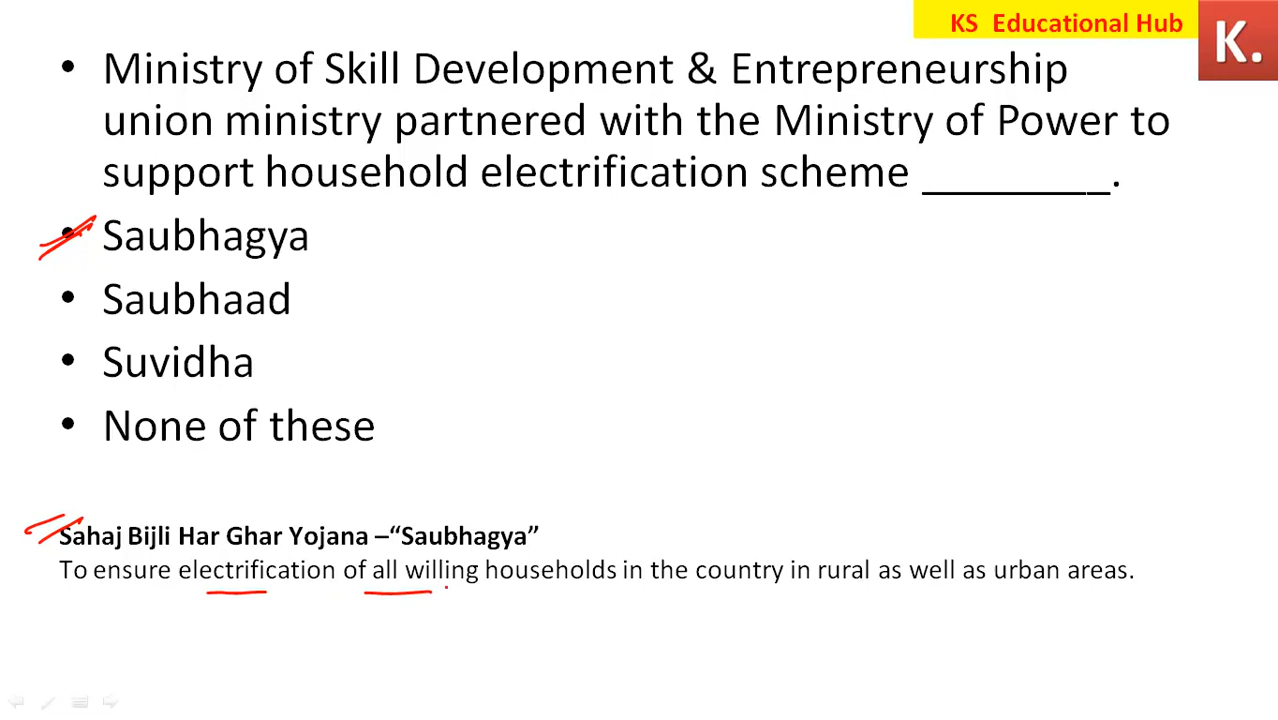 KS Educational Hub
K.
• Ministry of Skill Development & Entrepreneurship
union ministry partnered with the Ministry of Power to
support household electrification scheme ________.
• Saubhagya
• Saubhaad
• Suvidha
• None of these
Sahaj Bijli Har Ghar Yojana –“Saubhagya”
To ensure electrification of all willing households in the country in rural as well as urban areas.